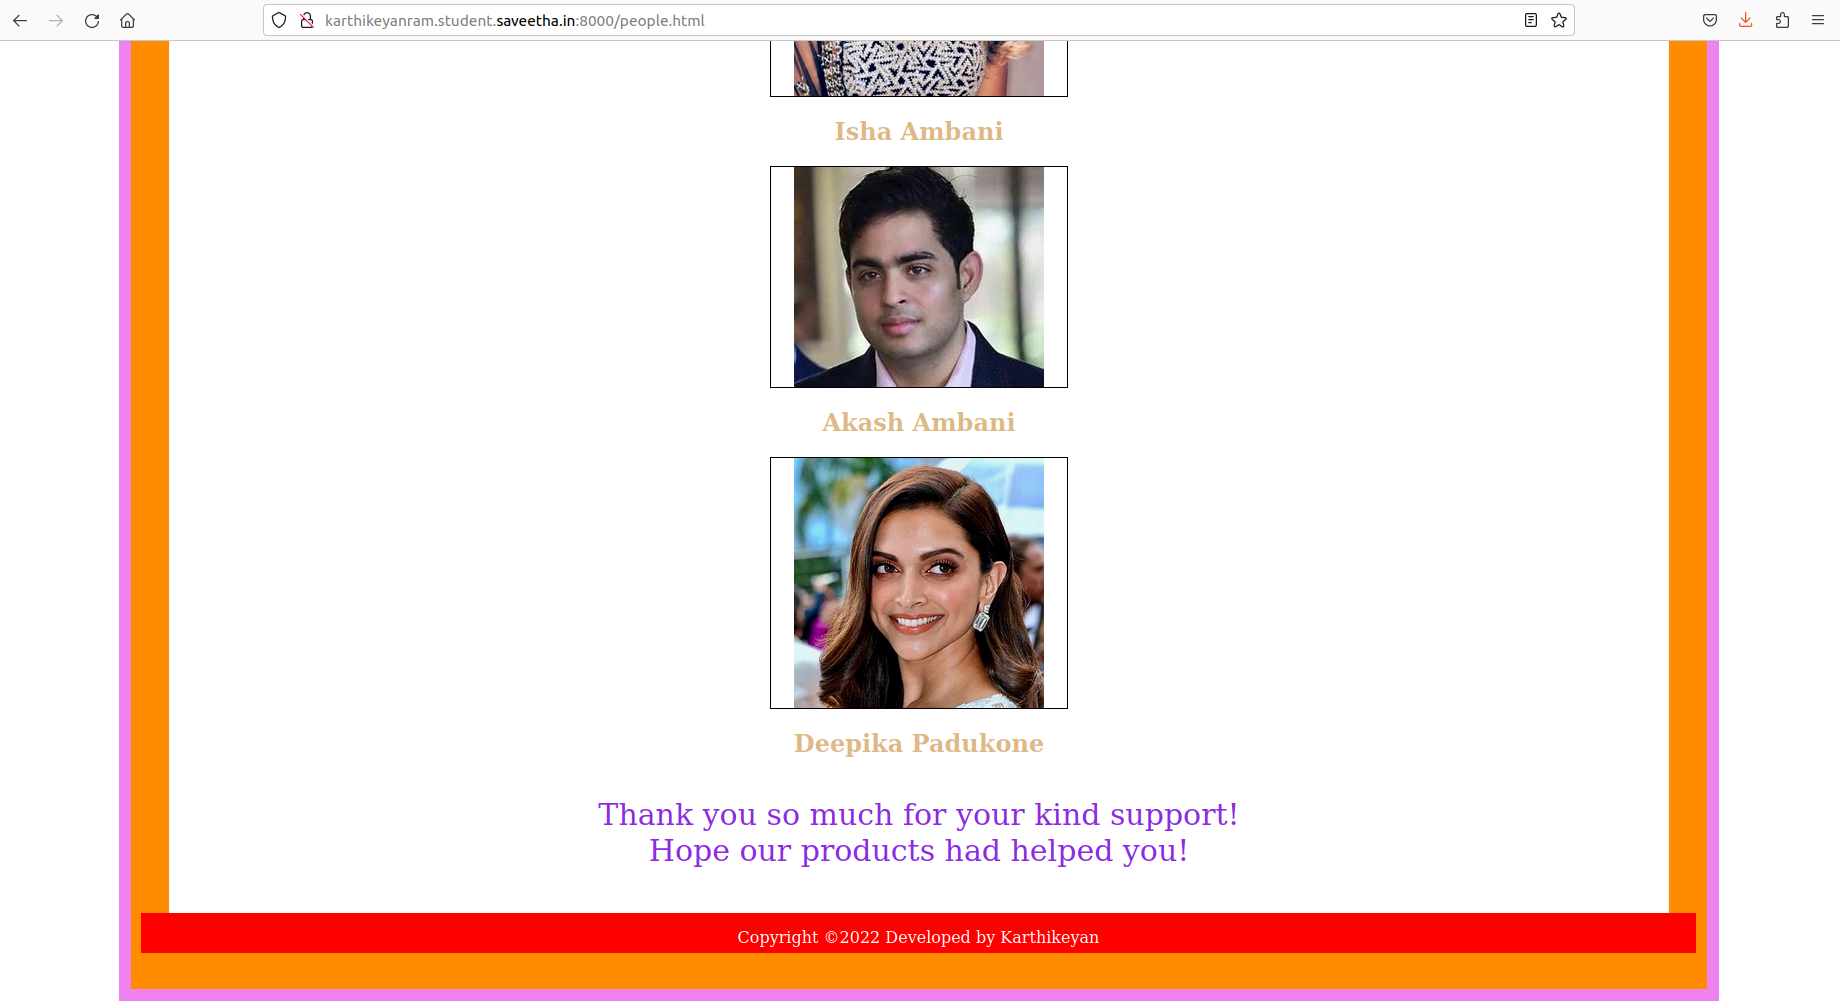 karthikeyanram.student.saveetha.in:8000/people.html
Isha Ambani
Akash Ambani
Deepika Padukone
Thank you so much for your kind support!
Hope our products had helped you!
Copyright ©2022 Developed by Karthikeyan